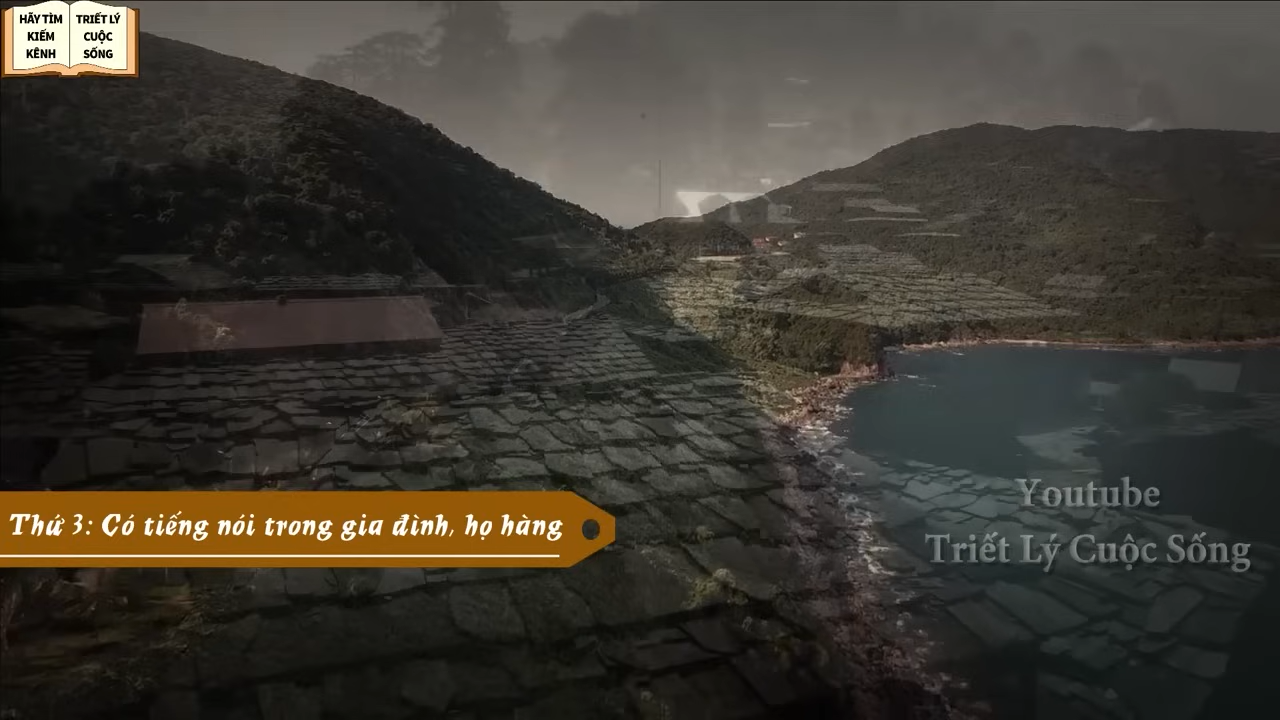 HÃY TÌM
KIẾM
KÊNH
TRIẾT LÝ
CUỘC
SỐNG
Thứ 3: Có tiếng nói trong gia đình, họ hàng
Youtube
Triết Lý Cuộc Sống